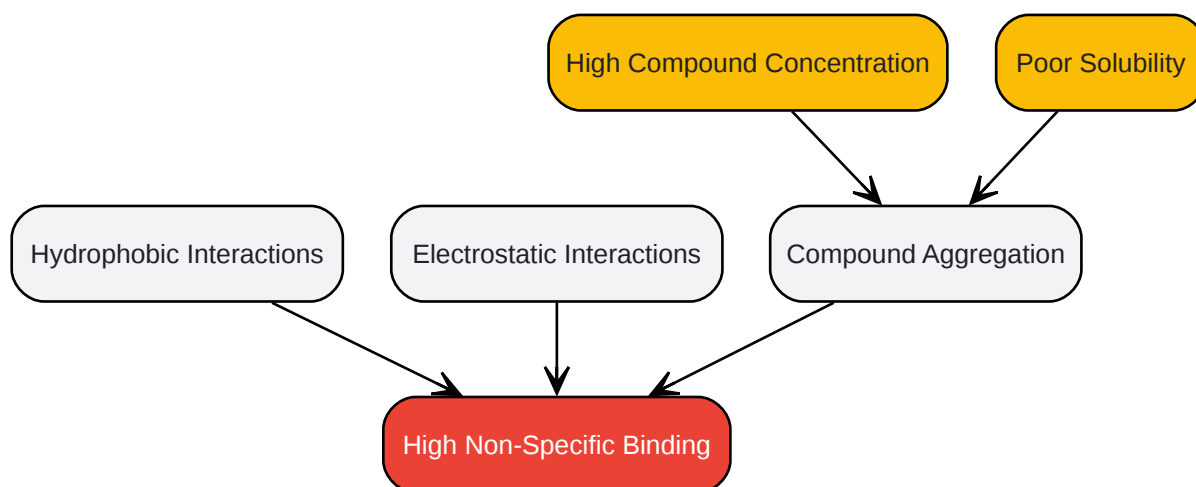 High Compound Concentration
Poor Solubility
Hydrophobic Interactions
Electrostatic Interactions
Compound Aggregation
High Non-Specific Binding